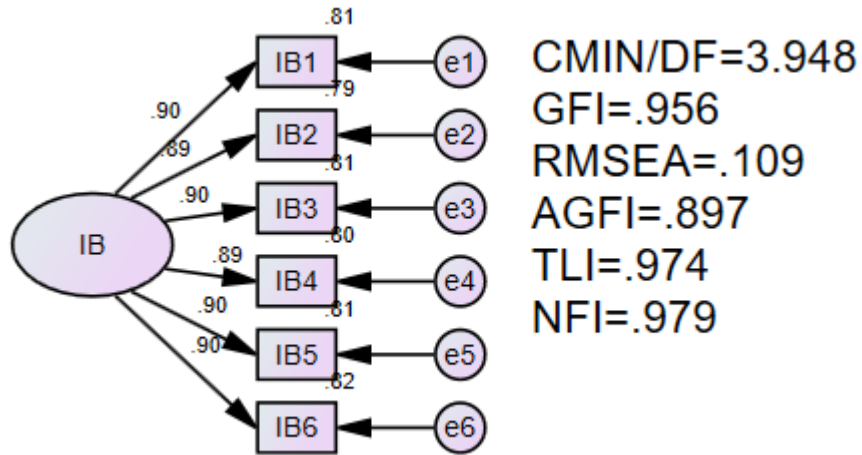 .81
IB1
e1
CMIN/DF=3.948
.90
.79
IB2
e2
GFI=.956
.89
.81
IB3
e3
RMSEA=.109
.90
.80
IB
IB4
e4
AGFI=.897
.89
.81
IB5
e5
TLI=.974
.90
.82
IB6
e6
NFI=.979
.90